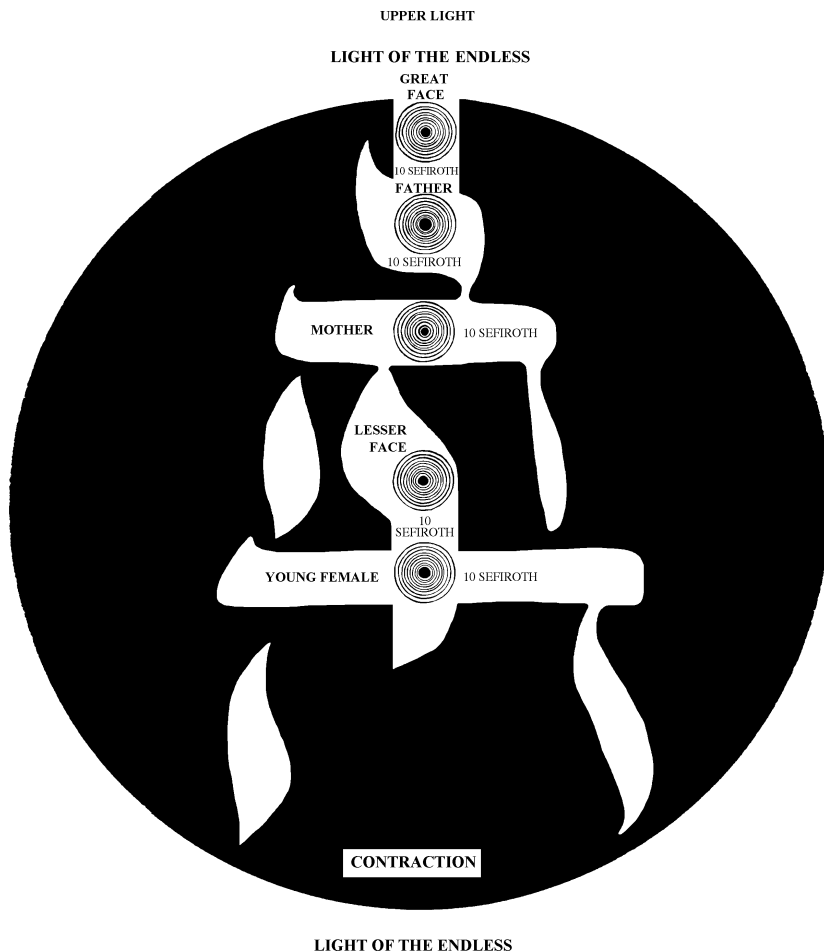 UPPER LIGHT
LIGHT OF THE ENDLESS
GREAT
FACE
10 SEFIROTH
י
FATHER
10 SEFIROTH
ה
MOTHER 10 SEFIROTH
ו
LESSER
FACE
10
SEFIROTH
ה
YOUNG FEMALE 10 SEFIROTH
CONTRACTION
LIGHT OF THE ENDLESS